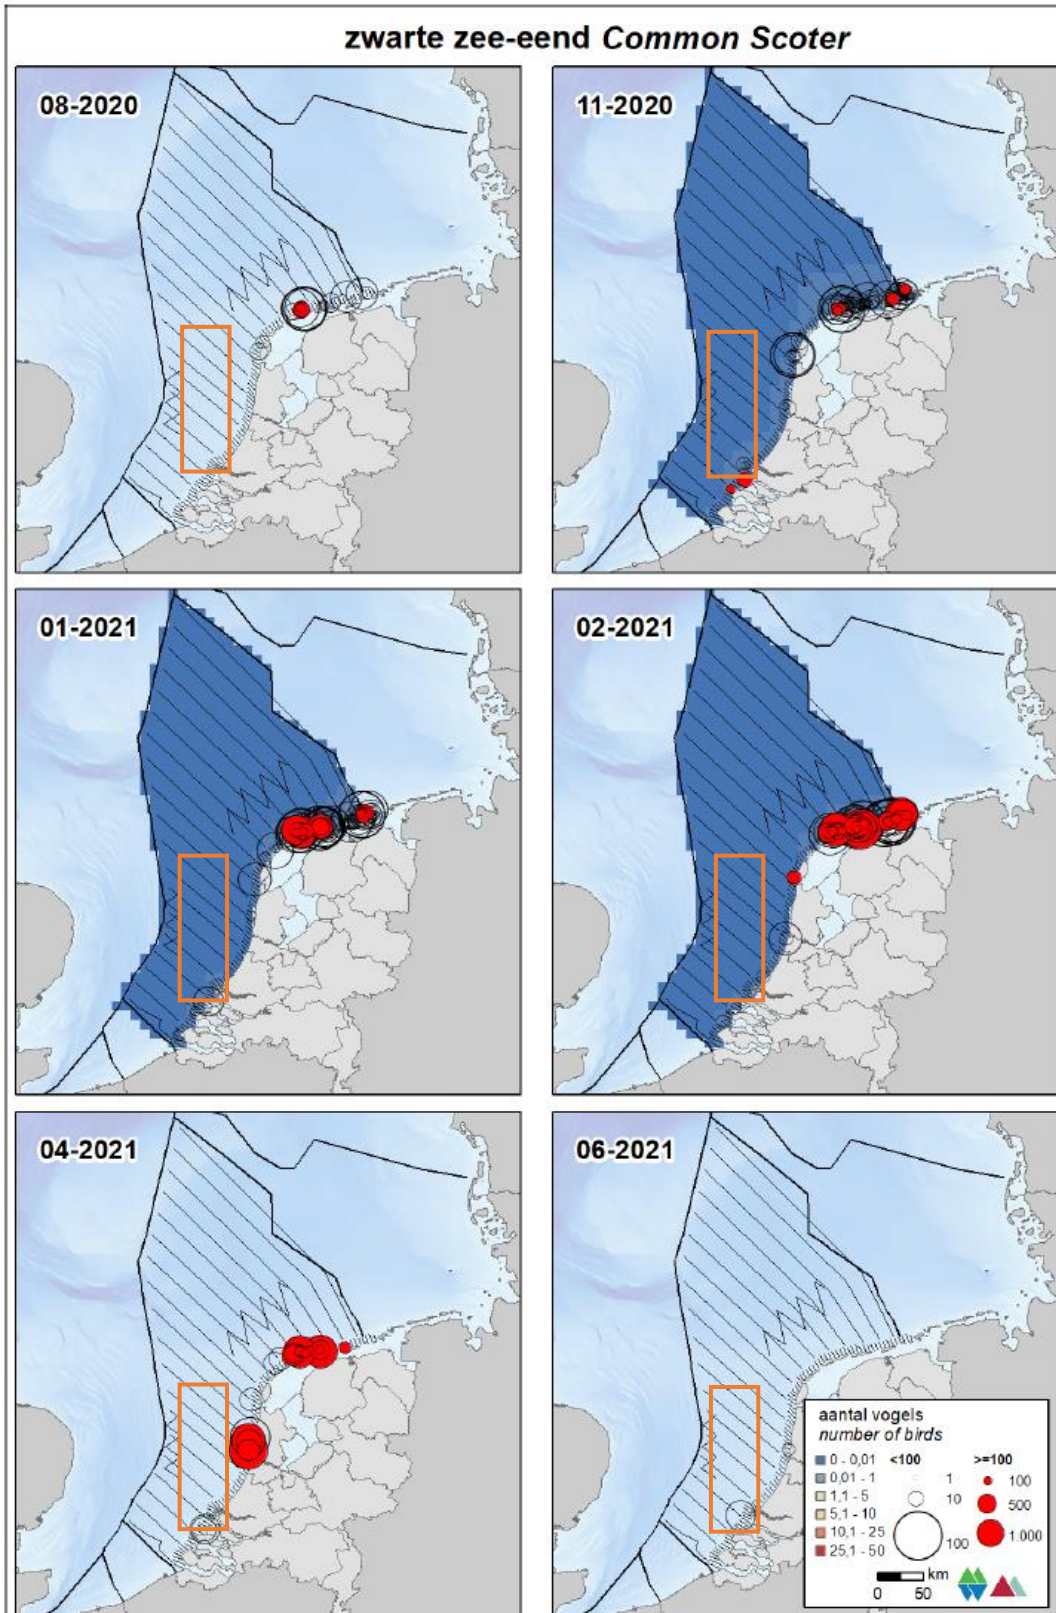 zwarte zee-eend Common Scoter
08-2020
11-2020
01-2021
02-2021
04-2021
06-2021
aantal vogels
number of birds
0 - 0,01 <100 >=100
0,01 - 1 1 100
1,1 - 5 10 500
5,1 - 10
10,1 - 25 100 1.000
25,1 - 50
km
0 50